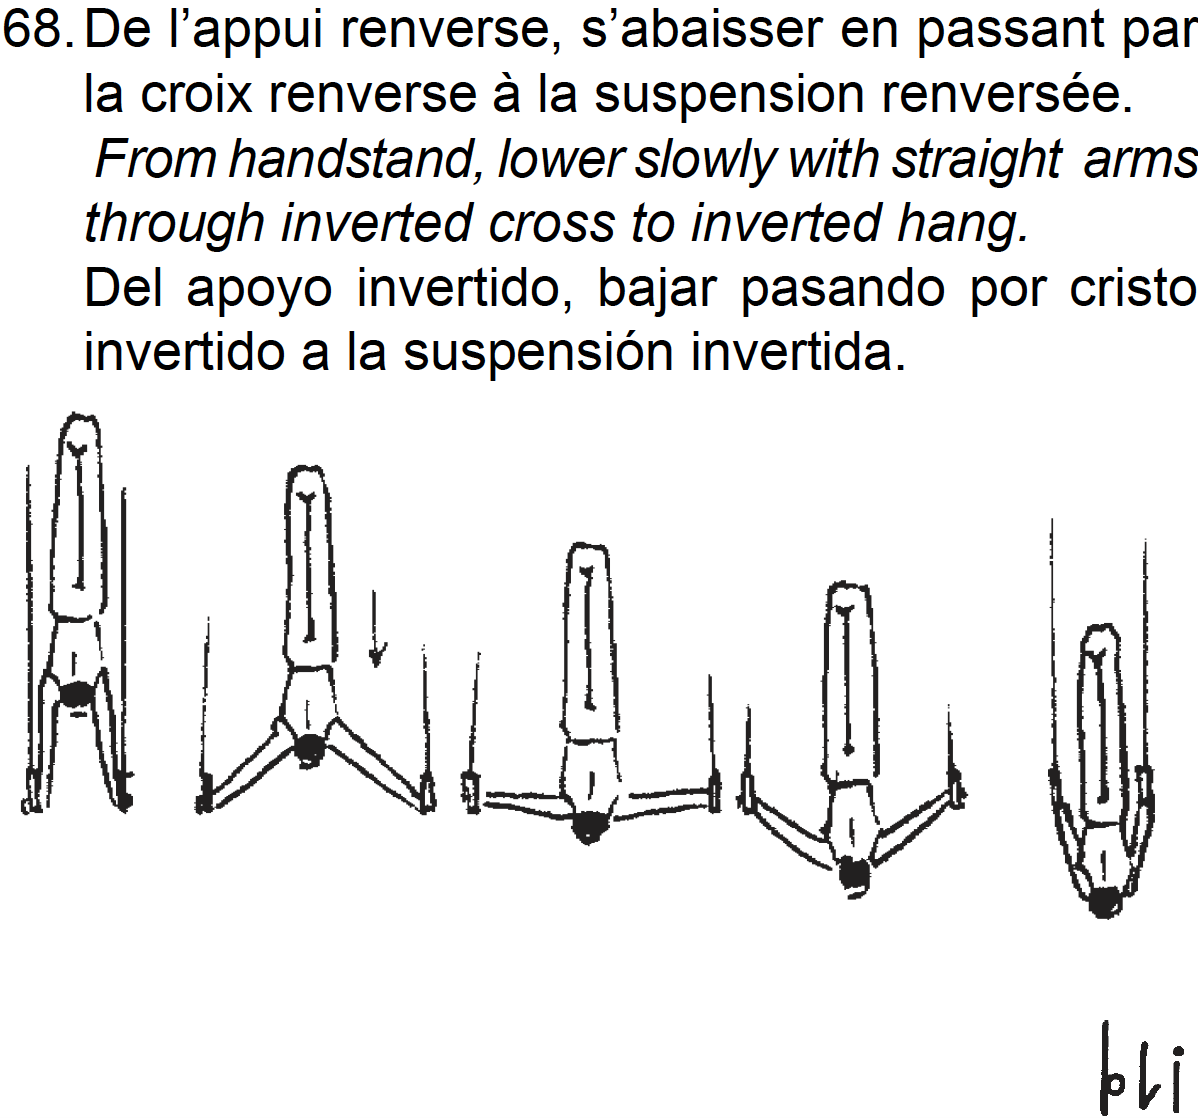 68. De l’appui renverse, s’abaisser en passant par
la croix renverse à la suspension renversée.
From handstand, lower slowly with straight arms
through inverted cross to inverted hang.
Del apoyo invertido, bajar pasando por cristo
invertido a la suspensión invertida.